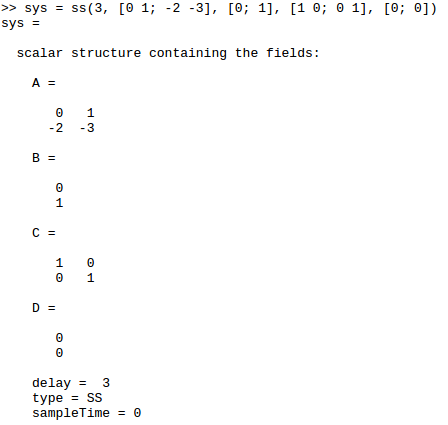 >> sys = ss(3, [0 1; -2 -3], [0; 1], [1 0; 0 1], [0; 0])
sys =
scalar structure containing the fields:
A =
0 1
-2 -3
B =
0
1
C =
1 0
0 1
D =
0
0
delay = 3
type = SS
sampleTime = 0